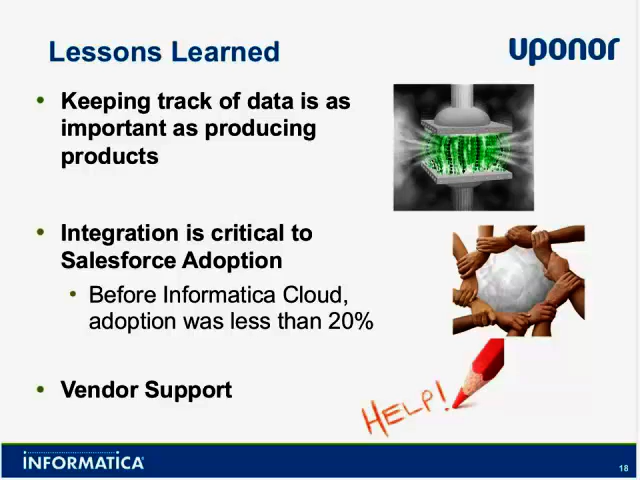 Lessons Learned
uponor
• Keeping track of data is as
important as producing
products
• Integration is critical to
Salesforce Adoption
• Before Informatica Cloud,
adoption was less than 20%
• Vendor Support
HELP!
INFORMATICA
18